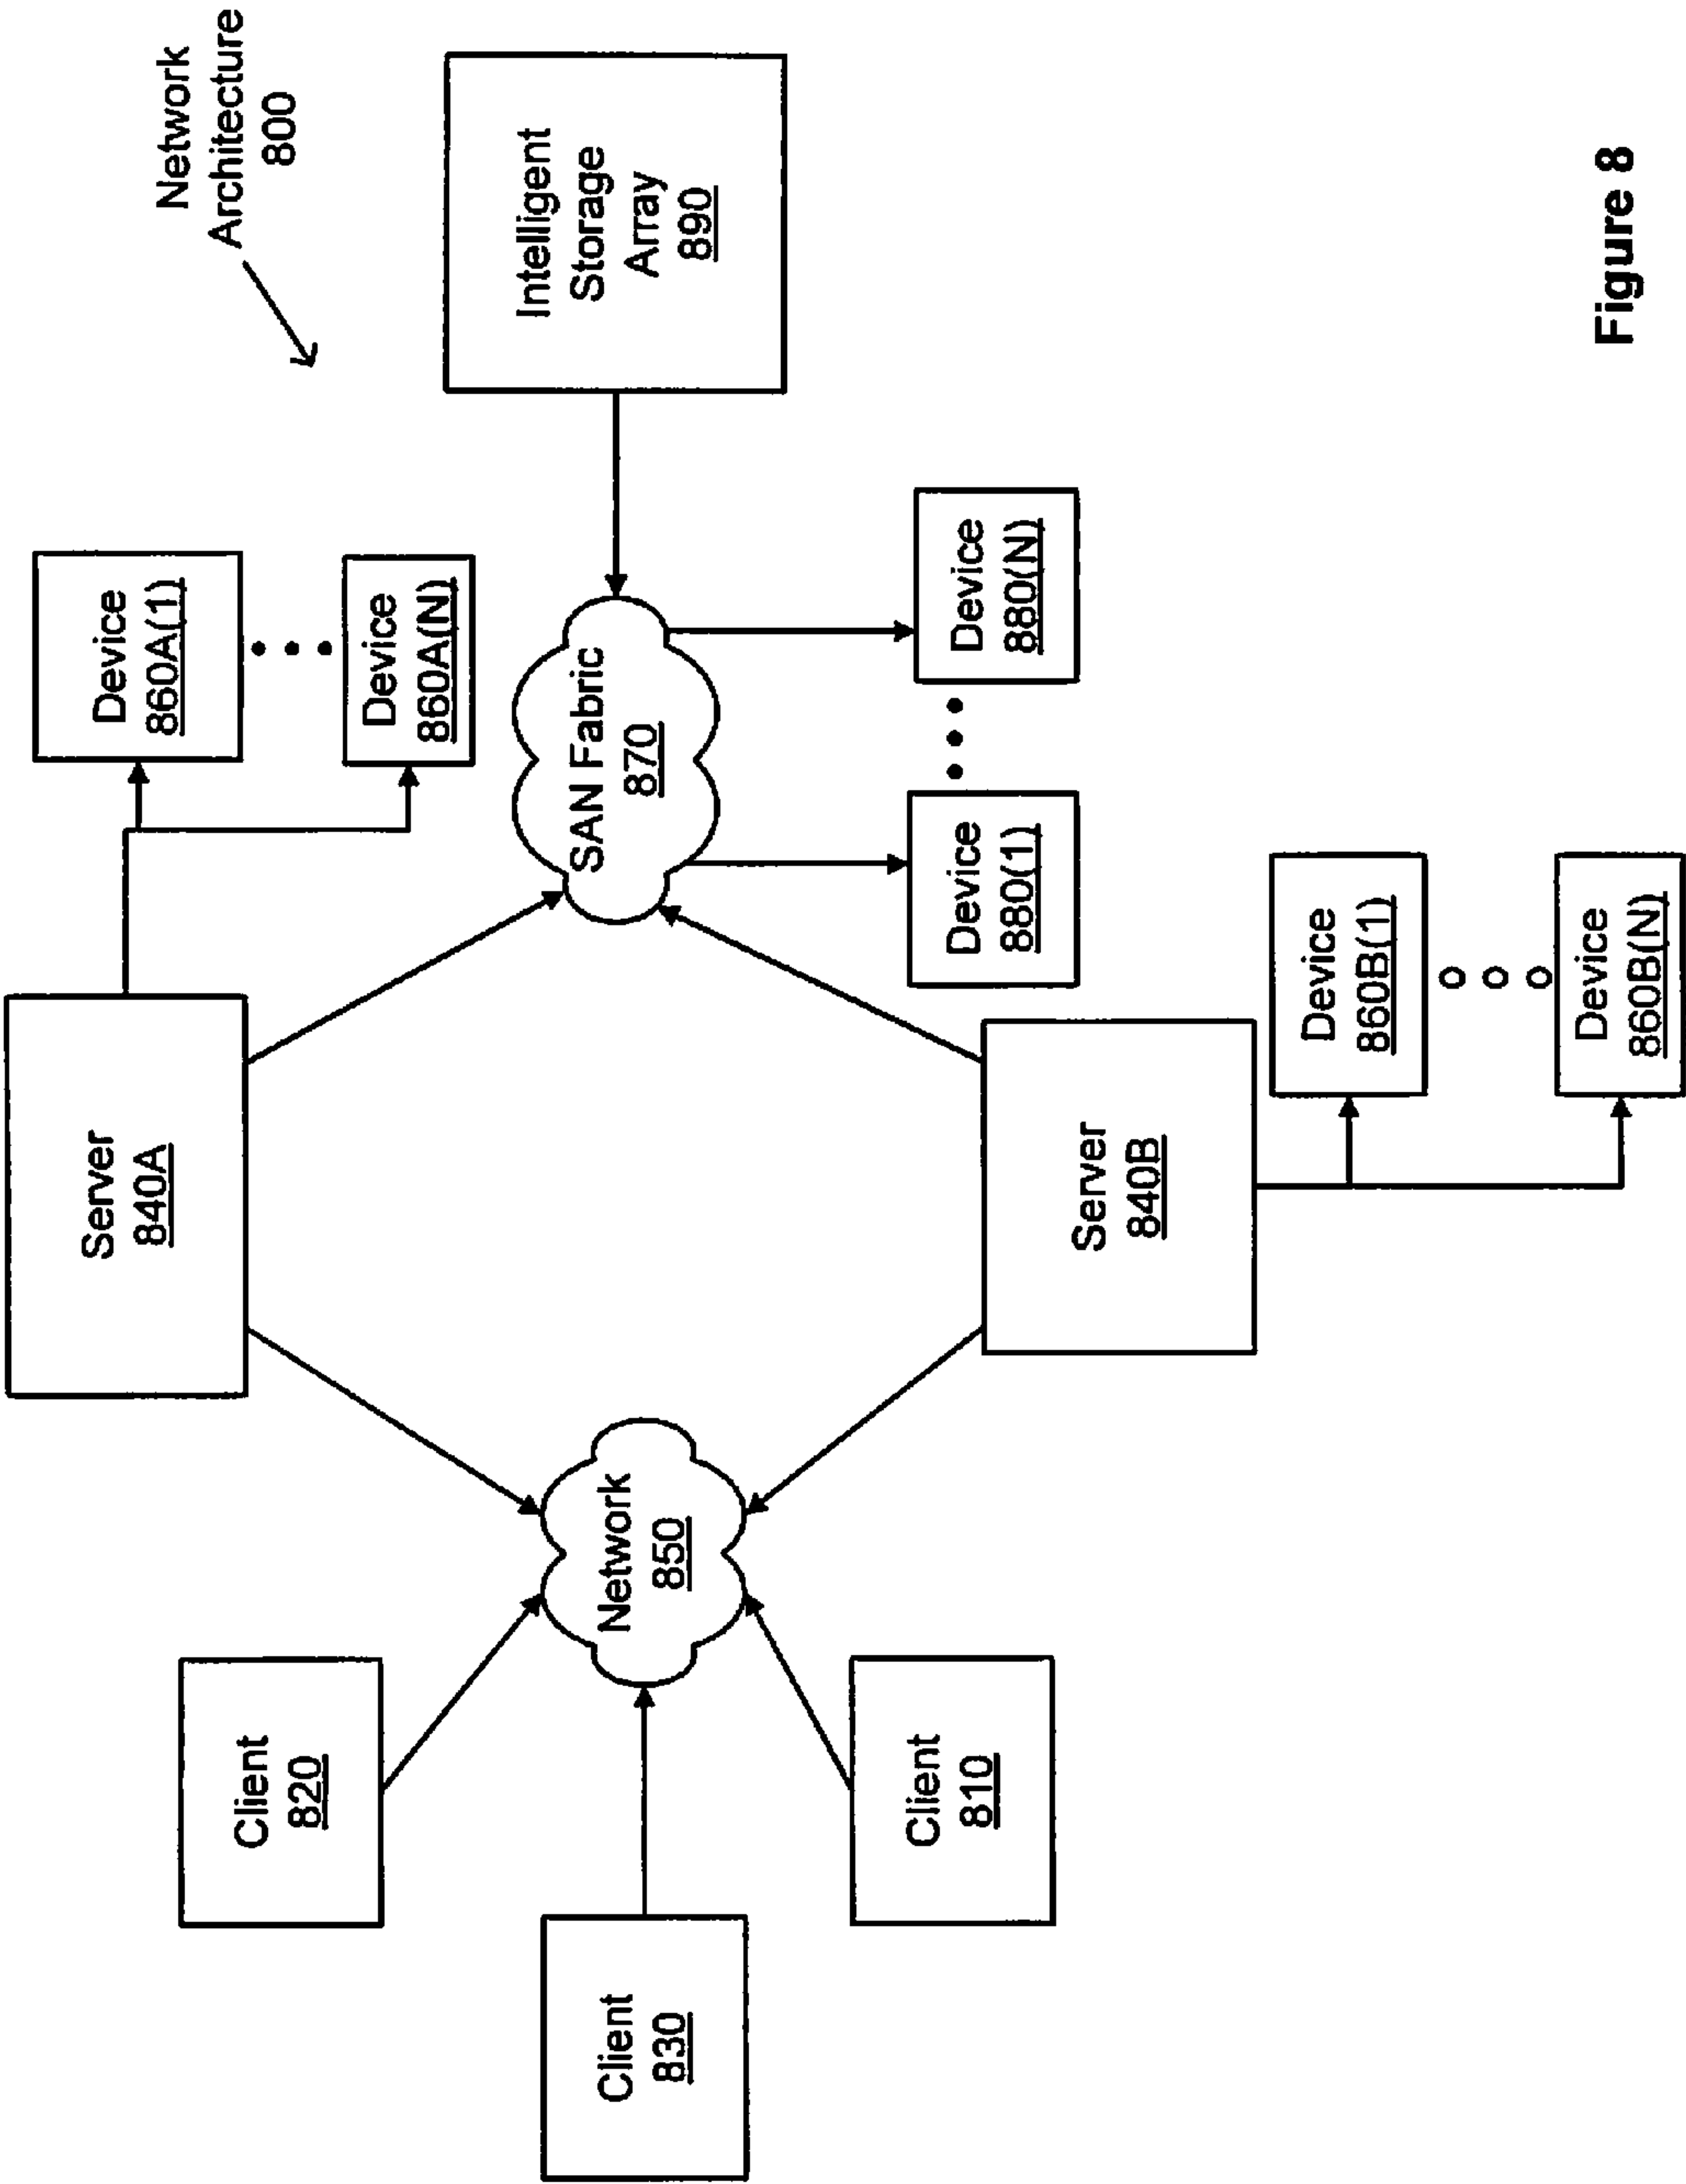 Network
Architecture
800
Server
840A
Device
860A(1)
Device
860A(N)
Client
820
Client
830
Client
810
Network
850
SAN Fabric
870
Intelligent
Storage
Array
890
Device
880(1)
Device
880(N)
Server
840B
Device
860B(1)
Device
860B(N)
Figure 8